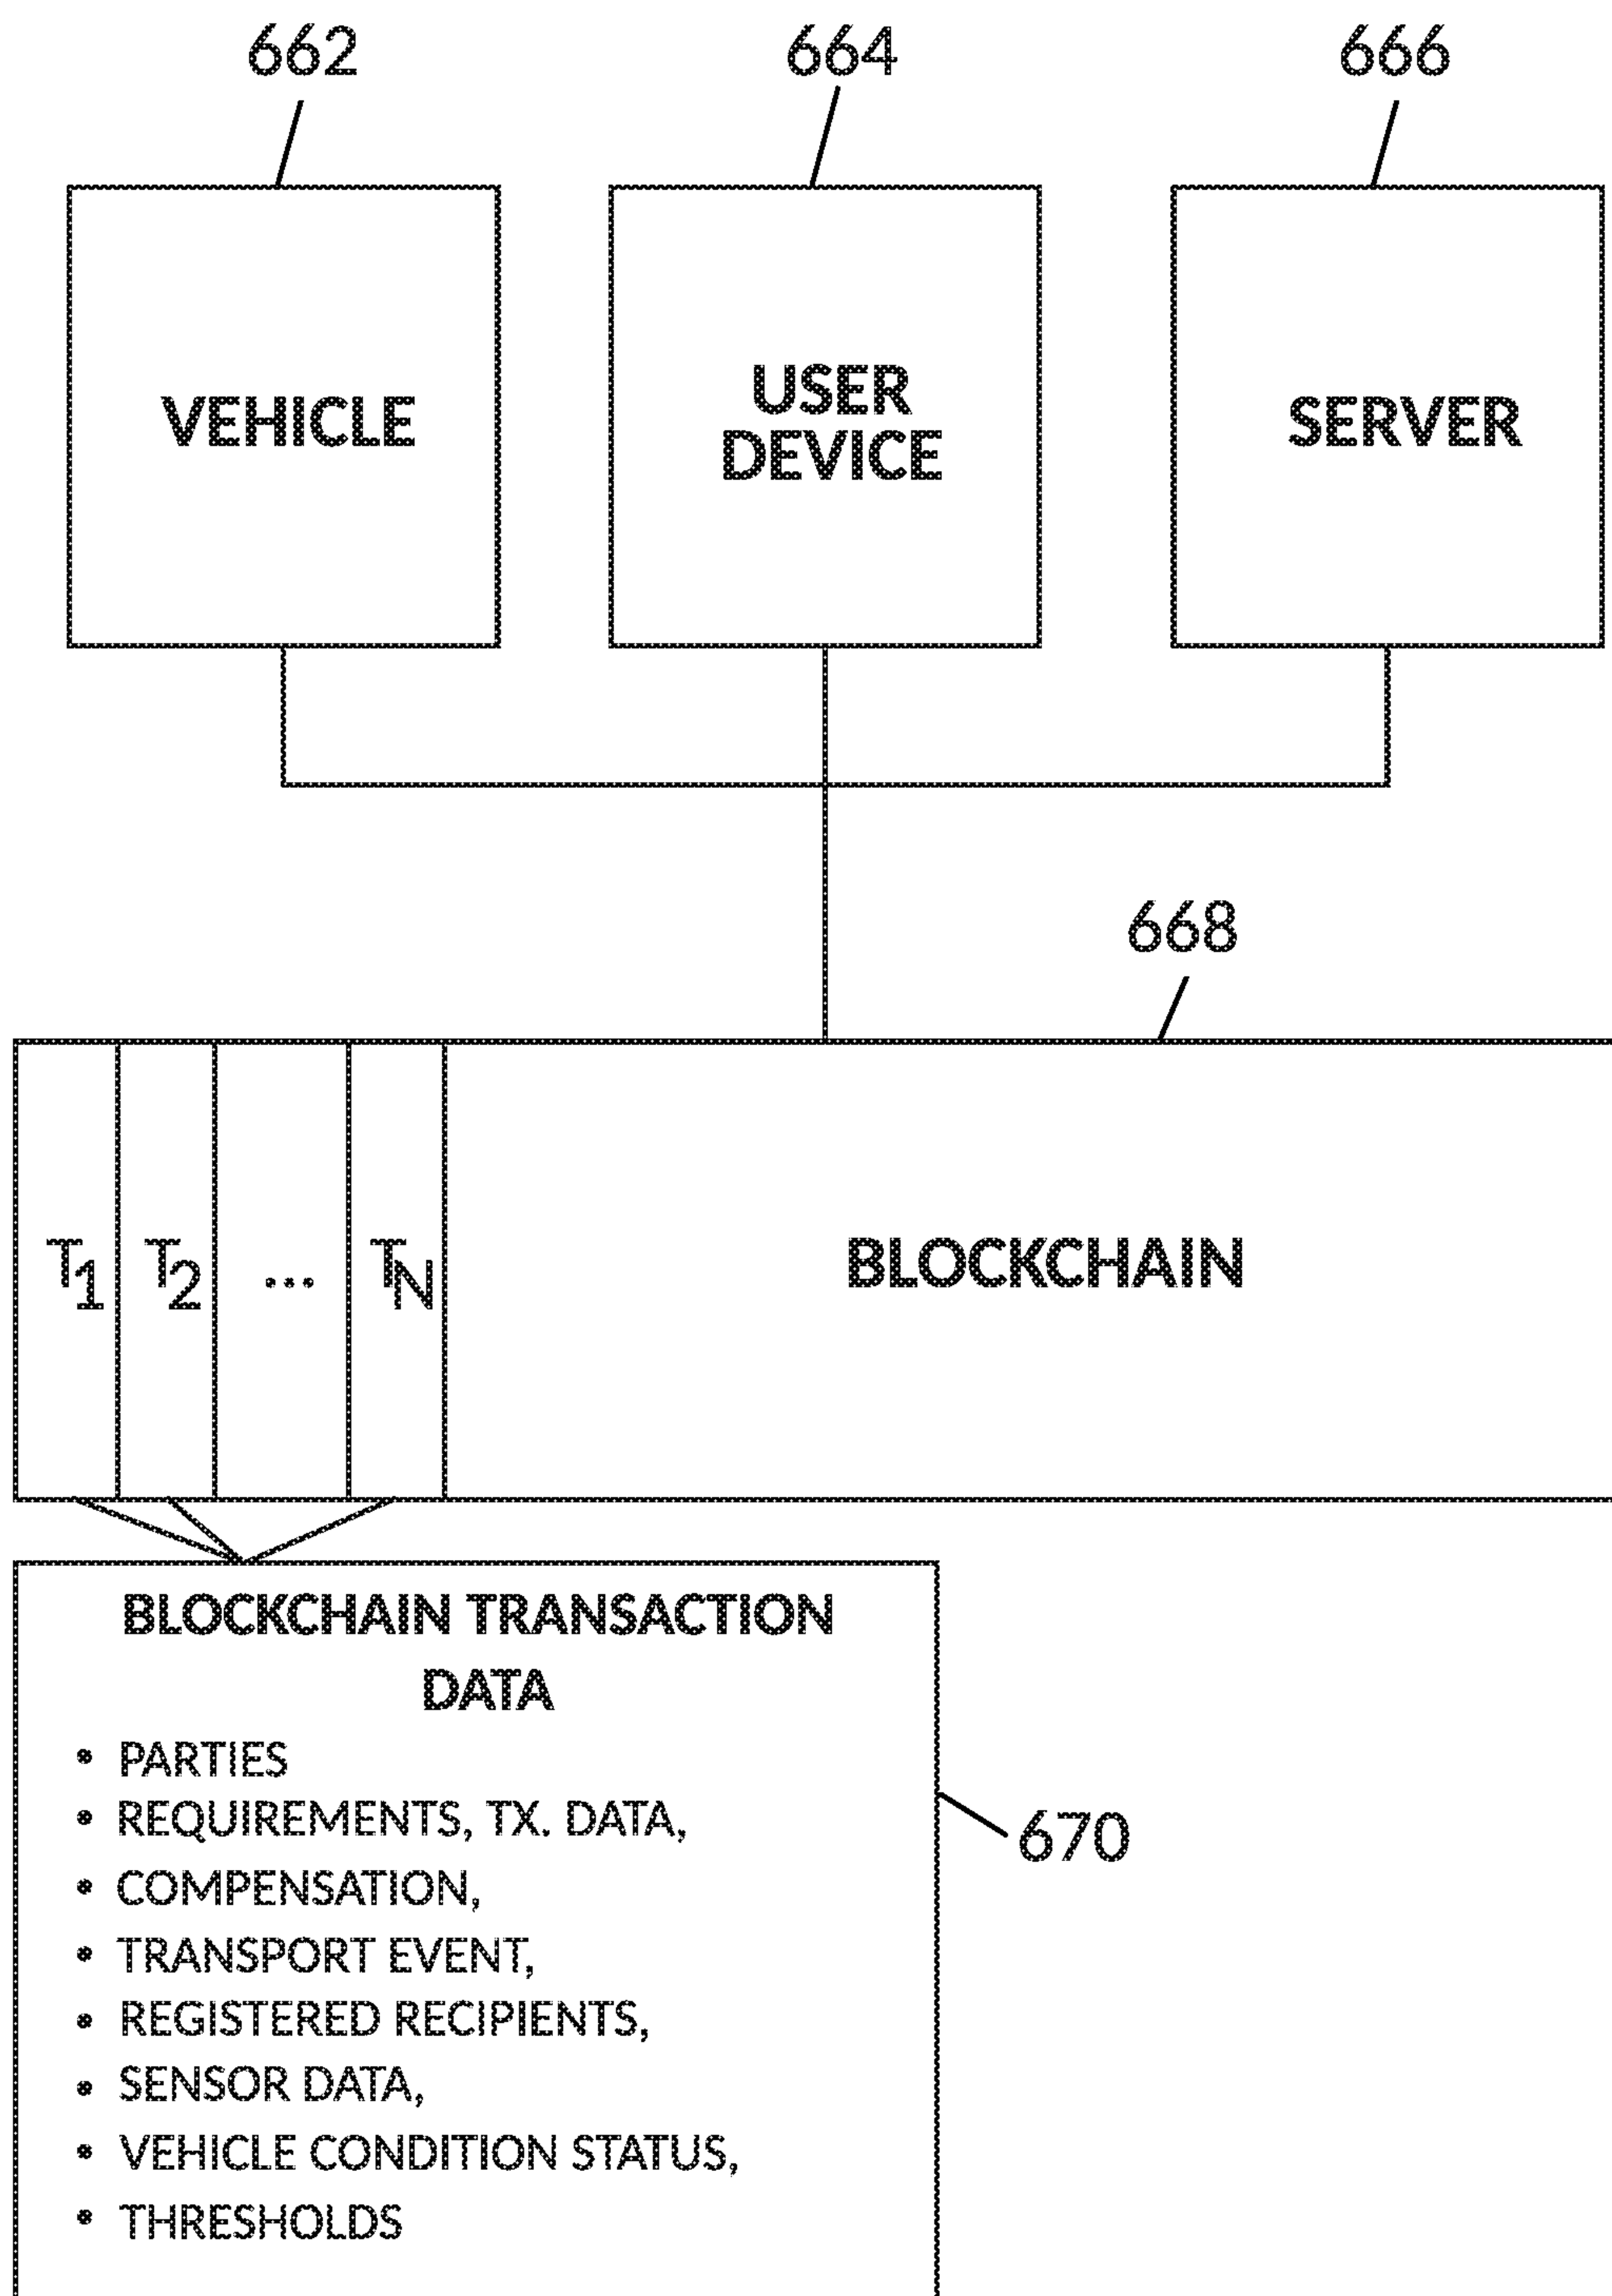 662 664 666
VEHICLE
USER
DEVICE
SERVER
668
T1 T2 ... TN
BLOCKCHAIN
BLOCKCHAIN TRANSACTION
DATA
• PARTIES
• REQUIREMENTS, TX. DATA,
• COMPENSATION,
• TRANSPORT EVENT,
• REGISTERED RECIPIENTS,
• SENSOR DATA,
• VEHICLE CONDITION STATUS,
• THRESHOLDS
670